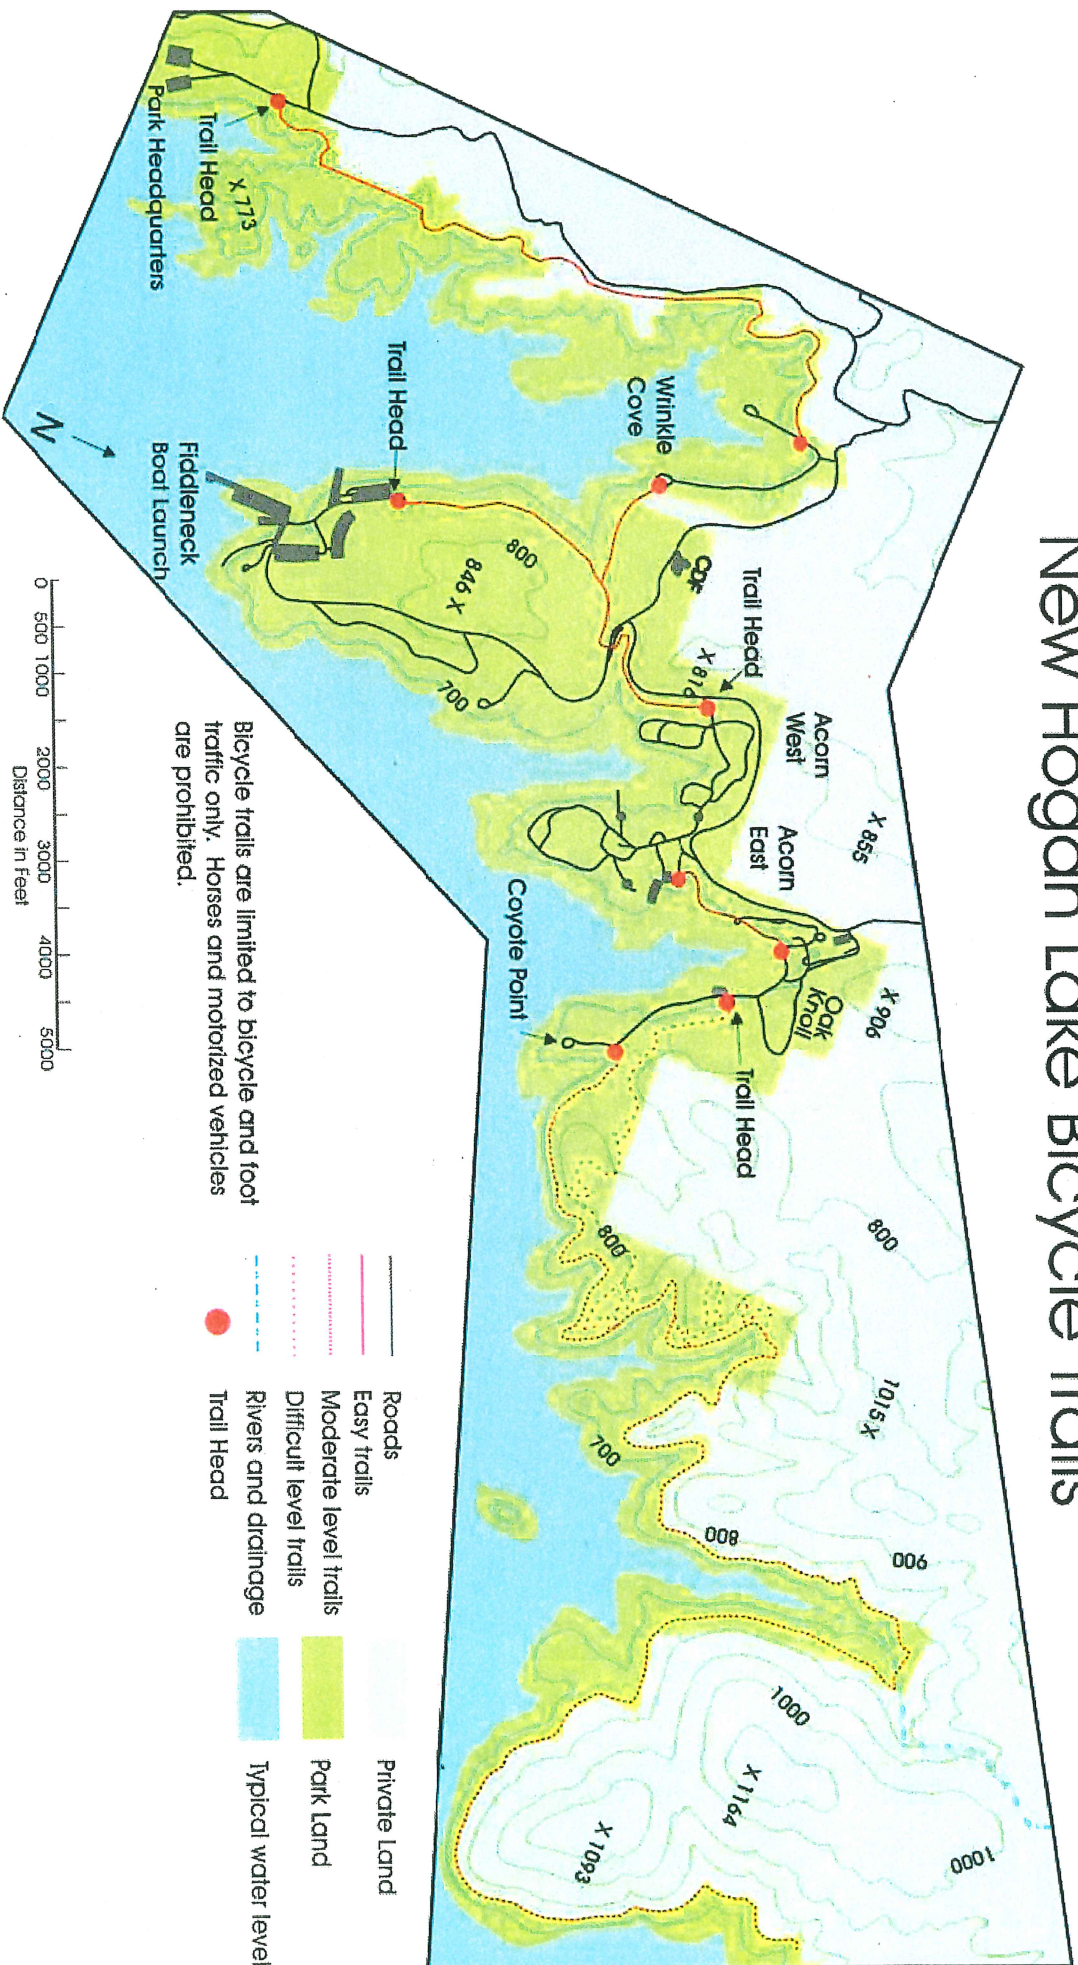 New Hogan Lake Bicycle Trails
Park Headquarters
Trail Head
X 773
Trail Head
Wrinkle
Cove
Fiddleneck
Boat Launch
N
800
846 X
700
CDF
Trail Head
X 816
Acorn
West
X 855
Acorn
East
Coyote Point
Oak
Knoll
X 906
Trail Head
800
800
1015 X
700
800
900
1000
X 1164
X 1093
1000
0 500 1000 2000 3000 4000 5000
Distance in Feet
Bicycle trails are limited to bicycle and foot
traffic only. Horses and motorized vehicles
are prohibited.
Roads
Easy trails
Moderate level trails
Difficult level trails
Rivers and drainage
Trail Head
Private Land
Park Land
Typical water level